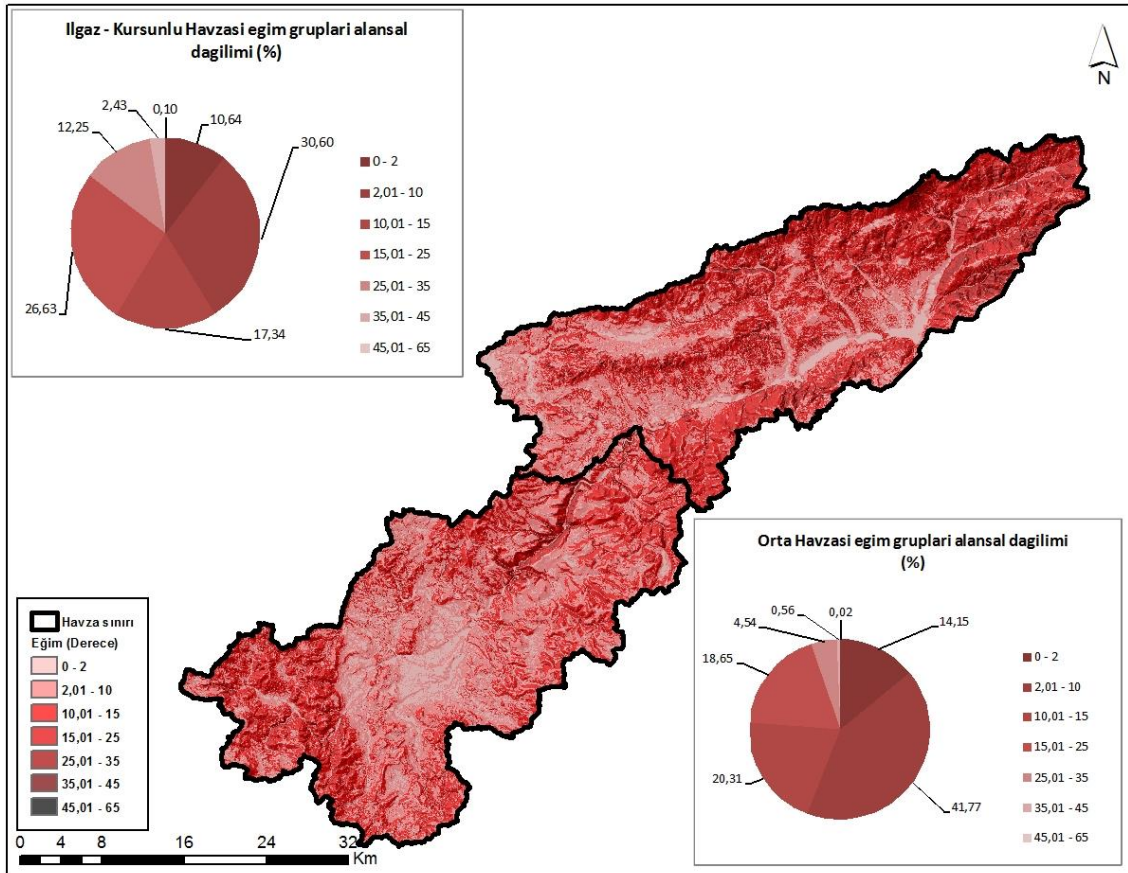 Ilgaz - Kursunlu Havzasi egim gruplari alansal
dagilimi (%)
0,10
2,43
10,64
12,25
30,60
26,63
17,34
0 - 2
2,01 - 10
10,01 - 15
15,01 - 25
25,01 - 35
35,01 - 45
45,01 - 65
N
Orta Havzasi egim gruplari alansal dagilimi
(%)
0,56
0,02
4,54
14,15
18,65
20,31
41,77
0 - 2
2,01 - 10
10,01 - 15
15,01 - 25
25,01 - 35
35,01 - 45
45,01 - 65
Havza sınırı
Eğim (Derece)
0 - 2
2,01 - 10
10,01 - 15
15,01 - 25
25,01 - 35
35,01 - 45
45,01 - 65
0 4 8 16 24 32
Km